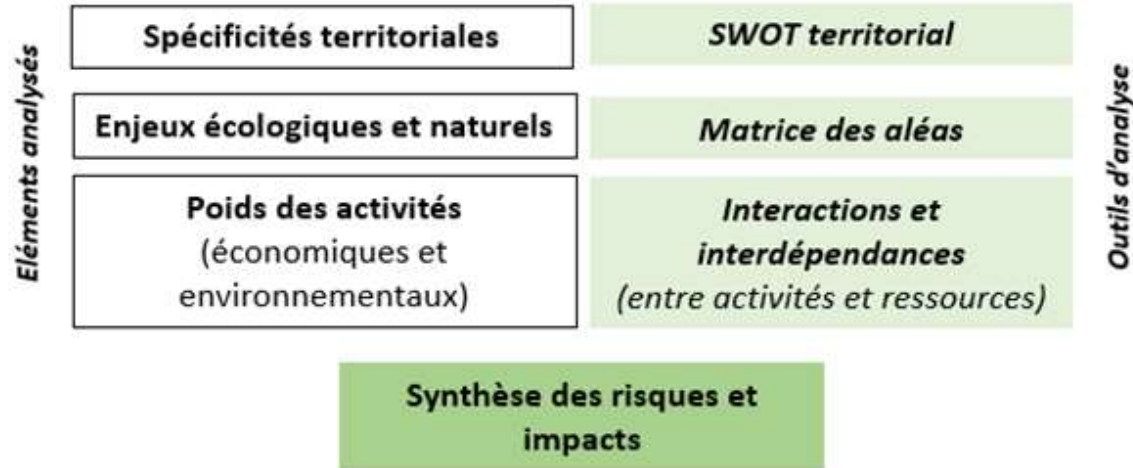 Eléments analysés
Spécificités territoriales
SWOT territorial
Enjeux écologiques et naturels
Matrice des aléas
Poids des activités
(économiques et
environnementaux)
Interactions et
interdépendances
(entre activités et ressources)
Outils d'analyse
Synthèse des risques et
impacts